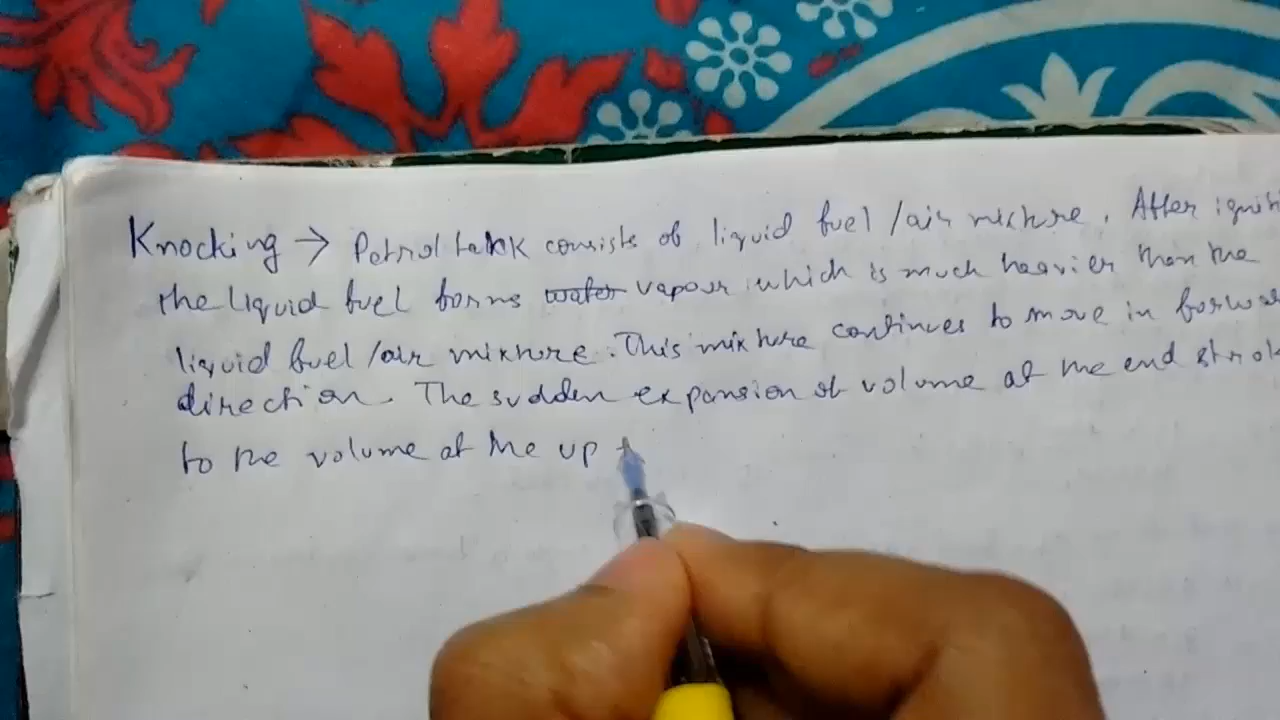 Knocking → Petrol tank consists of liquid fuel/air mixture. After igniti
the liquid fuel forms water vapour which is much heavier than the
liquid fuel/air mixture. This mixture continues to move in forwa
direction. The sudden expansion of volume at the end strok
to the volume at the up